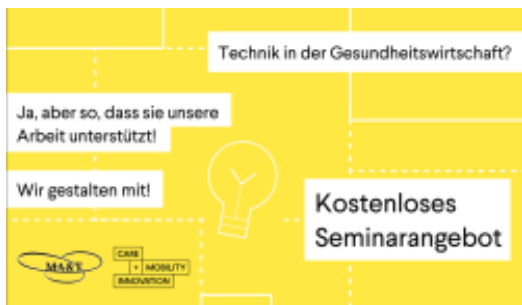 Technik in der Gesundheitswirtschaft?
Ja, aber so, dass sie unsere
Arbeit unterstützt!
Wir gestalten mit!
Kostenloses
Seminarangebot
MA&T
CARE
+ MOBILITY
INNOVATION